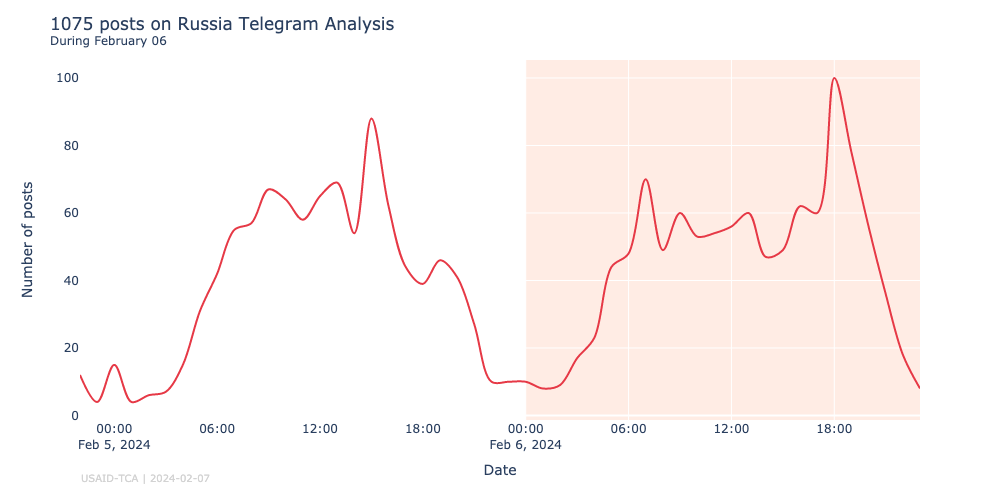 1075 posts on Russia Telegram Analysis
During February 06
Number of posts
100
80
60
40
20
0
00:00 06:00 12:00 18:00 00:00 06:00 12:00 18:00
Feb 5, 2024 Feb 6, 2024
Date
USAID-TCA | 2024-02-07